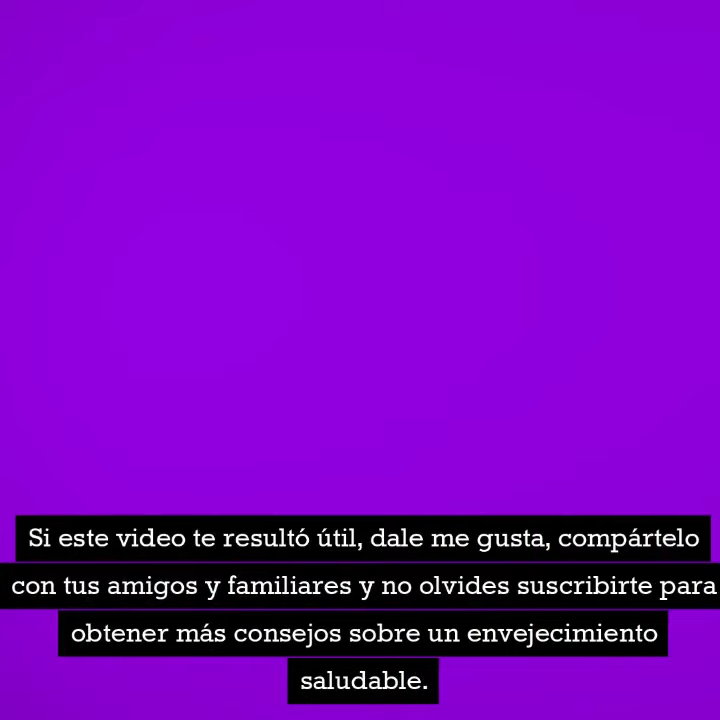 Si este video te resultó útil, dale me gusta, compártelo
con tus amigos y familiares y no olvides suscribirte para
obtener más consejos sobre un envejecimiento
saludable.